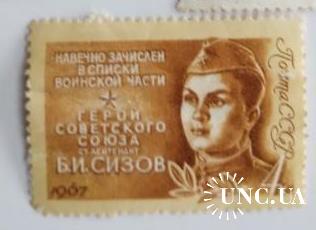 НАВЕЧНО ЗАЧИСЛЕН
В СПИСКИ
ВОИНСКОЙ ЧАСТИ
ГЕРОЙ
СОВЕТСКОГО
СОЮЗА
СТ. ЛЕЙТЕНАНТ
Б.И.СИЗОВ
1967
Почта СССР
UNC.UA